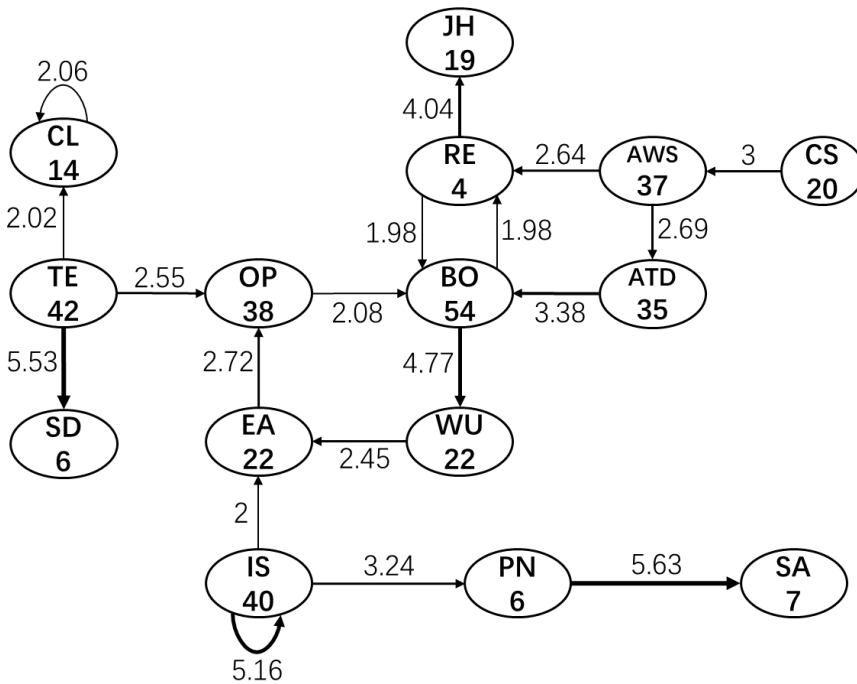 JH
19
2.06
4.04
CL
14
RE
4
2.64
AWS
37
3
CS
20
2.02
1.98
1.98
2.69
TE
42
2.55
OP
38
2.08
BO
54
3.38
ATD
35
5.53
2.72
4.77
SD
6
EA
22
2.45
WU
22
2
IS
40
3.24
PN
6
5.63
SA
7
5.16